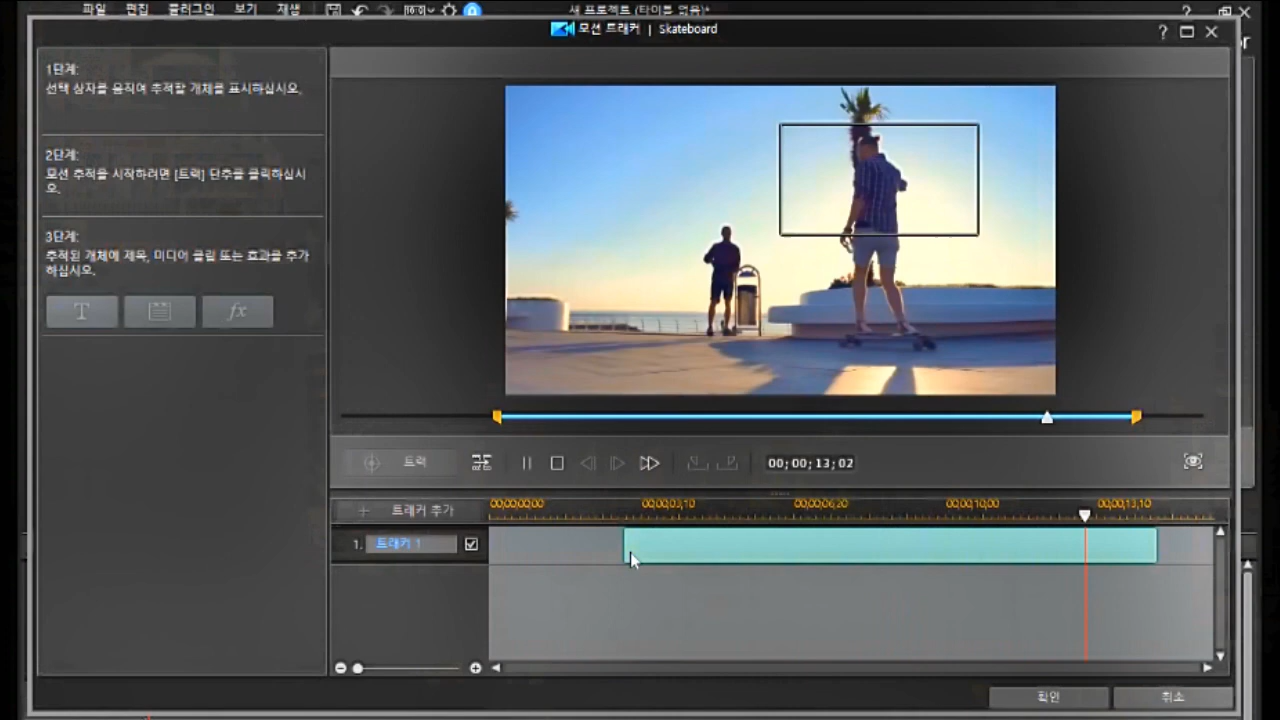 파일 편집 플러그인 보기 재생 새 프로젝트 (타이틀 없음)*
모션 트래커 | Skateboard
1단계:
선택 상자를 움직여 추적할 개체를 표시하십시오.
2단계:
모션 추적을 시작하려면 [트랙] 단추를 클릭하십시
오.
3단계:
추적된 개체에 제목, 미디어 클립 또는 효과를 추가
하십시오.
T fx
트랙 00;00;13;02
트래커 추가 00;00;00;00 00;00;03;10 00;00;06;20 00;00;10;00 00;00;13;10
1. 트래커 1
확인 취소